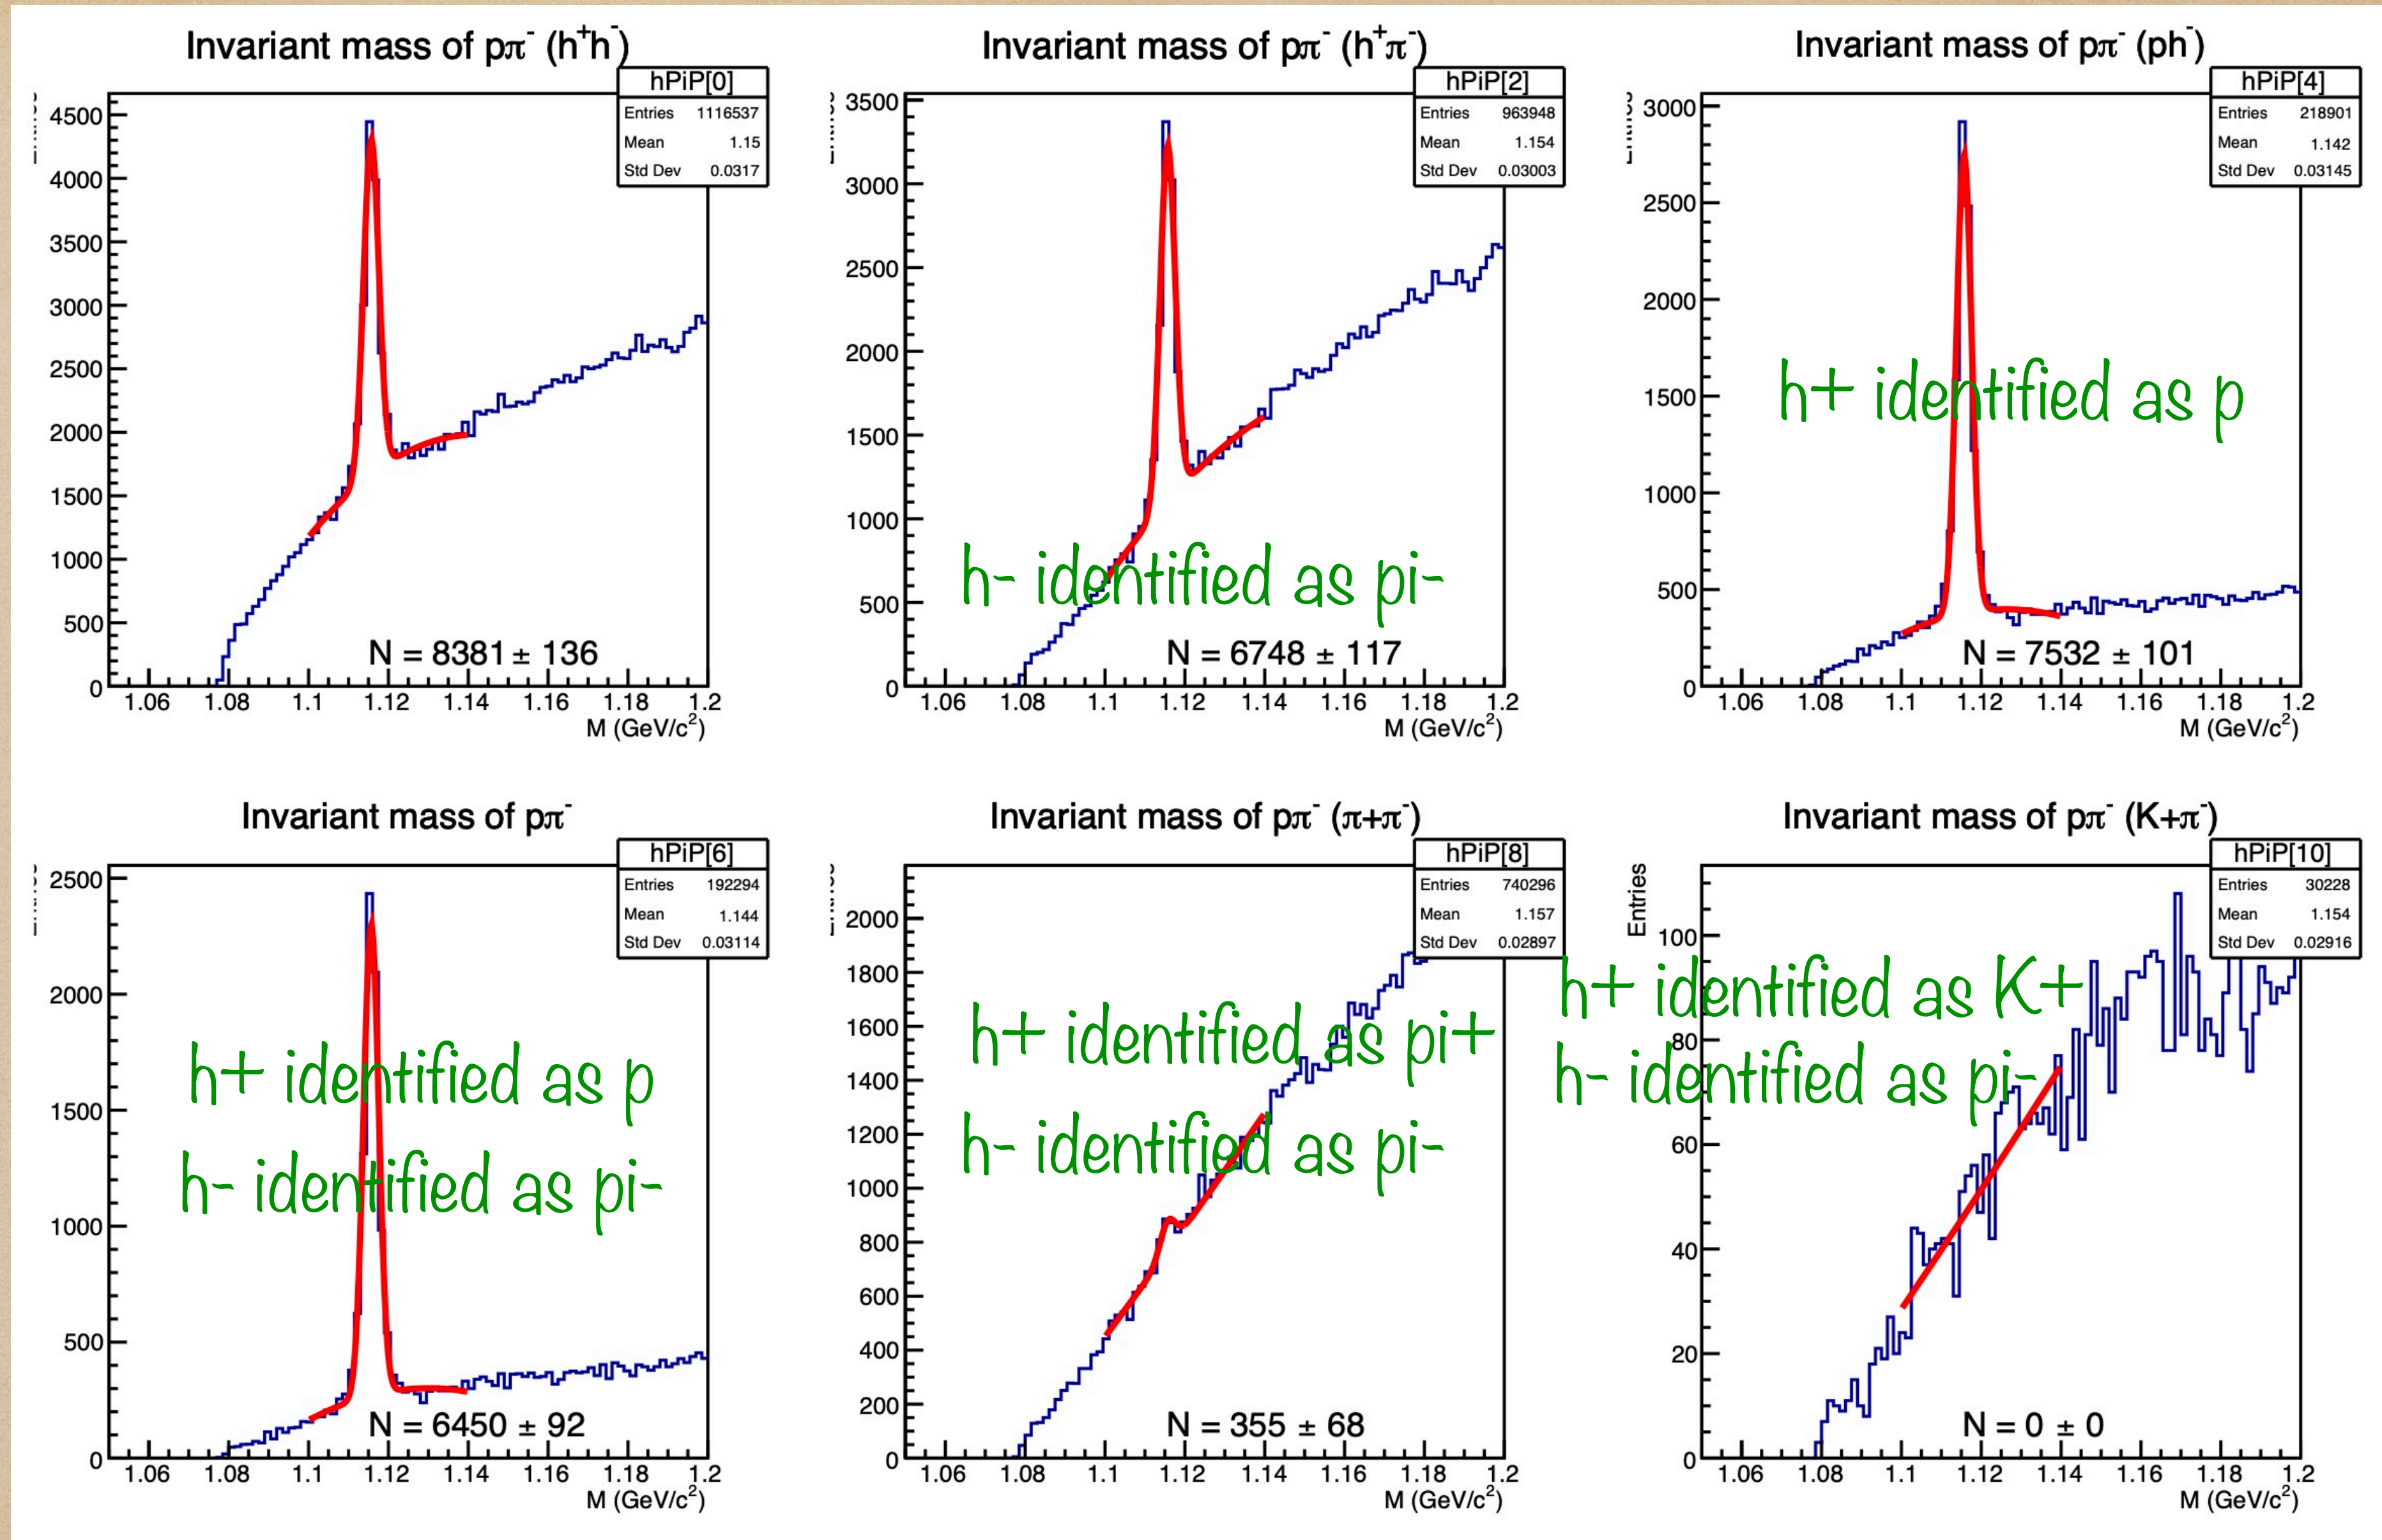 Invariant mass of pπ⁻ (h⁺h⁻)
hPiP[0]
Entries 1116537
Mean 1.15
Std Dev 0.0317
4500
4000
3500
3000
2500
2000
1500
1000
500
0
N = 8381 ± 136
1.06 1.08 1.1 1.12 1.14 1.16 1.18 1.2
M (GeV/c²)
Invariant mass of pπ⁻ (h⁺π⁻)
hPiP[2]
Entries 963948
Mean 1.154
Std Dev 0.03003
3500
3000
2500
2000
1500
1000
500
0
h- identified as pi-
N = 6748 ± 117
1.06 1.08 1.1 1.12 1.14 1.16 1.18 1.2
M (GeV/c²)
Invariant mass of pπ⁻ (ph⁻)
hPiP[4]
Entries 218901
Mean 1.142
Std Dev 0.03145
3000
2500
2000
1500
1000
500
0
h+ identified as p
N = 7532 ± 101
1.06 1.08 1.1 1.12 1.14 1.16 1.18 1.2
M (GeV/c²)
Invariant mass of pπ⁻
hPiP[6]
Entries 192294
Mean 1.144
Std Dev 0.03114
2500
2000
1500
1000
500
0
h+ identified as p
h- identified as pi-
N = 6450 ± 92
1.06 1.08 1.1 1.12 1.14 1.16 1.18 1.2
M (GeV/c²)
Invariant mass of pπ⁻ (π+π⁻)
hPiP[8]
Entries 740296
Mean 1.157
Std Dev 0.02897
2000
1800
1600
1400
1200
1000
800
600
400
200
0
h+ identified as pi+
h- identified as pi-
N = 355 ± 68
1.06 1.08 1.1 1.12 1.14 1.16 1.18 1.2
M (GeV/c²)
Invariant mass of pπ⁻ (K+π⁻)
hPiP[10]
Entries 30228
Mean 1.154
Std Dev 0.02916
Entries
100
80
60
40
20
0
h+ identified as K+
h- identified as pi-
N = 0 ± 0
1.06 1.08 1.1 1.12 1.14 1.16 1.18 1.2
M (GeV/c²)